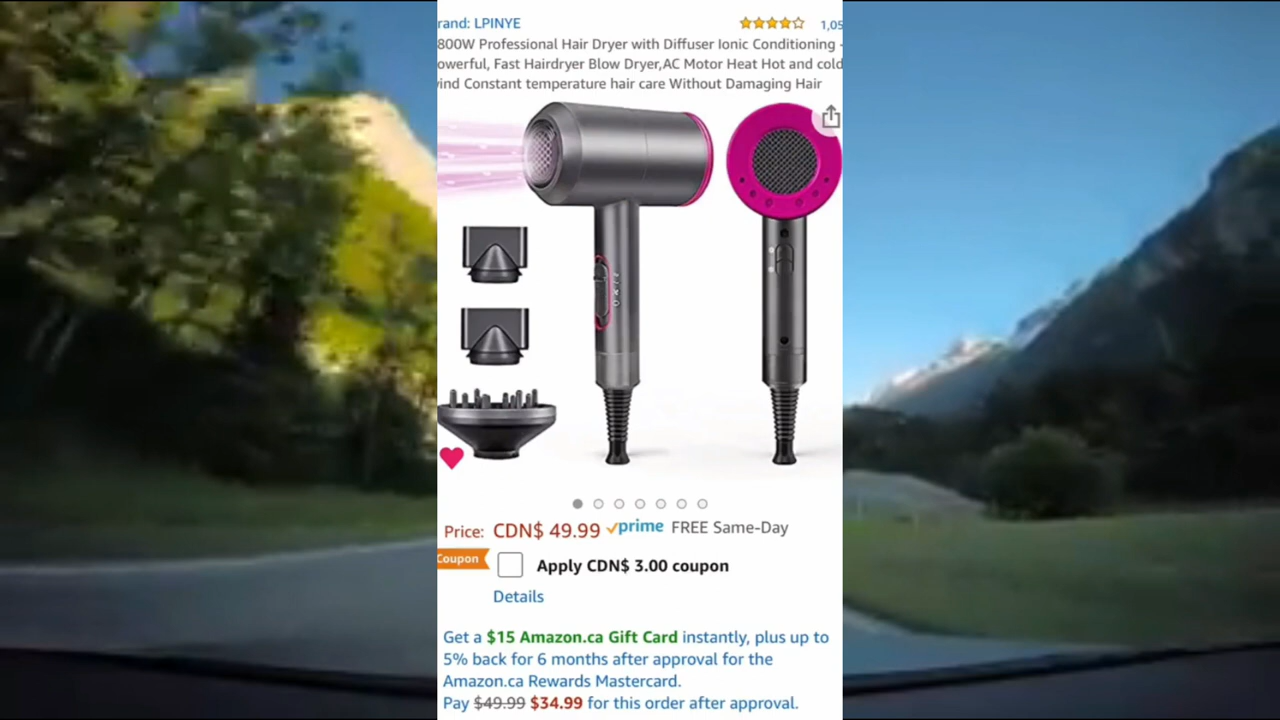 rand: LPINYE
1,05
800W Professional Hair Dryer with Diffuser Ionic Conditioning -
owerful, Fast Hairdryer Blow Dryer,AC Motor Heat Hot and cold
ind Constant temperature hair care Without Damaging Hair
Price: CDN$ 49.99 prime FREE Same-Day
Coupon Apply CDN$ 3.00 coupon
Details
Get a $15 Amazon.ca Gift Card instantly, plus up to
5% back for 6 months after approval for the
Amazon.ca Rewards Mastercard.
Pay $49.99 $34.99 for this order after approval.